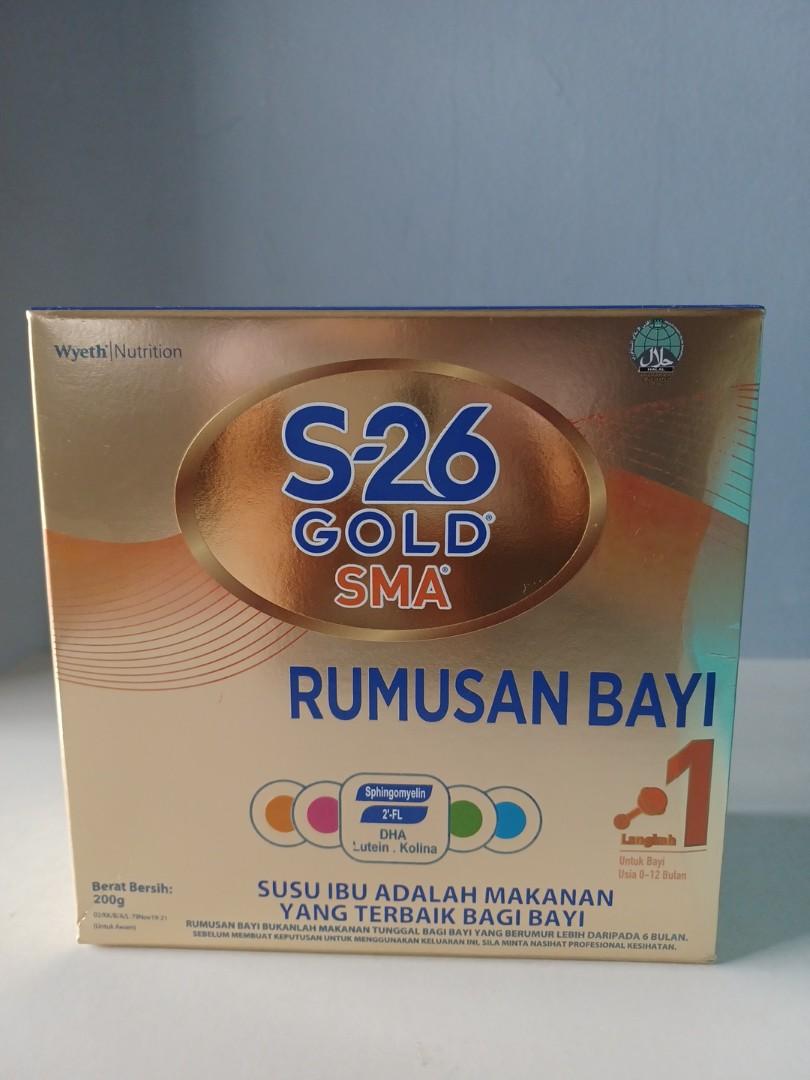 Wyeth® | Nutrition
حلال
HALAL
S-26
GOLD®
SMA®
RUMUSAN BAYI
1
Langkah
Untuk Bayi
Usia 0-12 Bulan
Sphingomyelin
2'-FL
DHA
Lutein . Kolina
Berat Bersih:
200g
(Untuk Awam)
SUSU IBU ADALAH MAKANAN
YANG TERBAIK BAGI BAYI
RUMUSAN BAYI BUKANLAH MAKANAN TUNGGAL BAGI BAYI YANG BERUMUR LEBIH DARIPADA 6 BULAN.
SEBELUM MEMBUAT KEPUTUSAN UNTUK MENGGUNAKAN KELUARAN INI, SILA MINTA NASIHAT PROFESIONAL KESIHATAN.